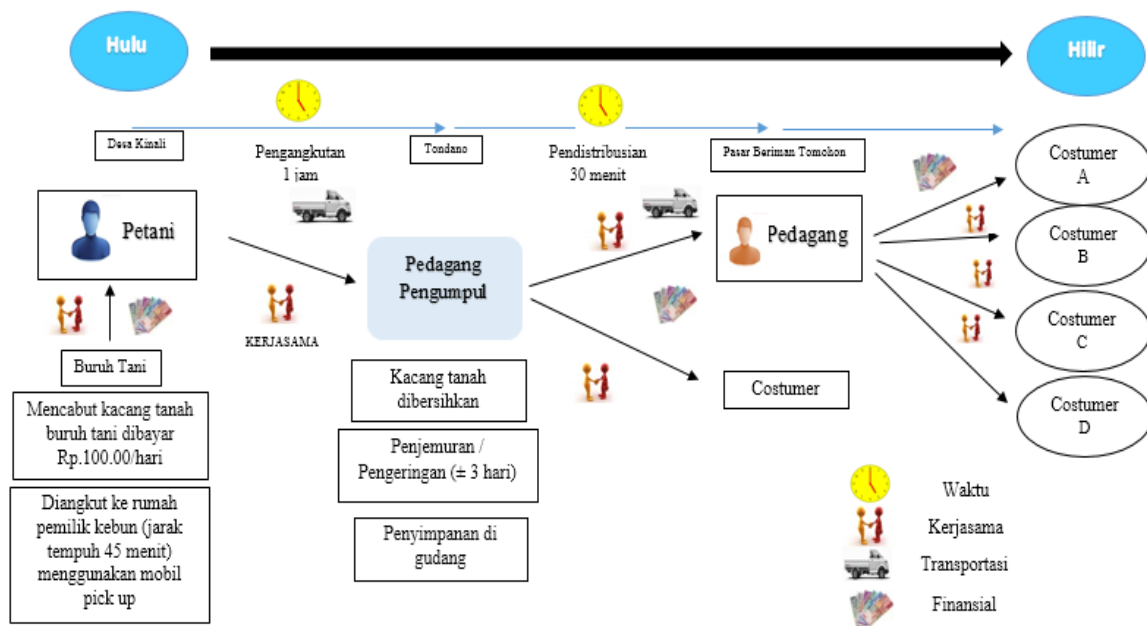 Hulu
Hilir
Desa Kinali
Pengangkutan
1 jam
Tondano
Pendistribusian
30 menit
Pasar Beriman Tomohon
Petani
KERJASAMA
Buruh Tani
Mencabut kacang tanah
buruh tani dibayar
Rp.100.00/hari
Diangkut ke rumah
pemilik kebun (jarak
tempuh 45 menit)
menggunakan mobil
pick up
Pedagang
Pengumpul
Kacang tanah
dibersihkan
Penjemuran /
Pengeringan (± 3 hari)
Penyimpanan di
gudang
Pedagang
Costumer
Costumer
A
Costumer
B
Costumer
C
Costumer
D
Waktu
Kerjasama
Transportasi
Finansial